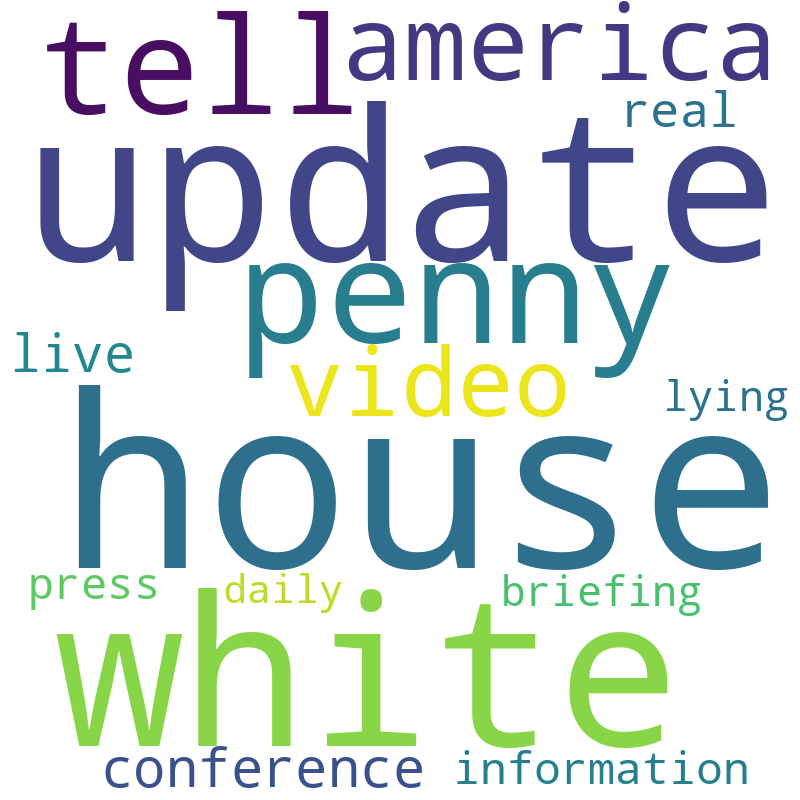 tell america
real
update
penny
live
video
lying
house
press daily briefing
white
conference information